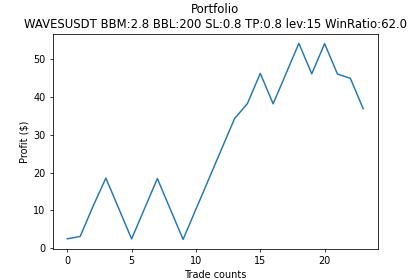 Portfolio
WAVESUSDT BBM:2.8 BBL:200 SL:0.8 TP:0.8 lev:15 WinRatio:62.0
50
40
30
20
10
0
Profit ($)
0 5 10 15 20
Trade counts